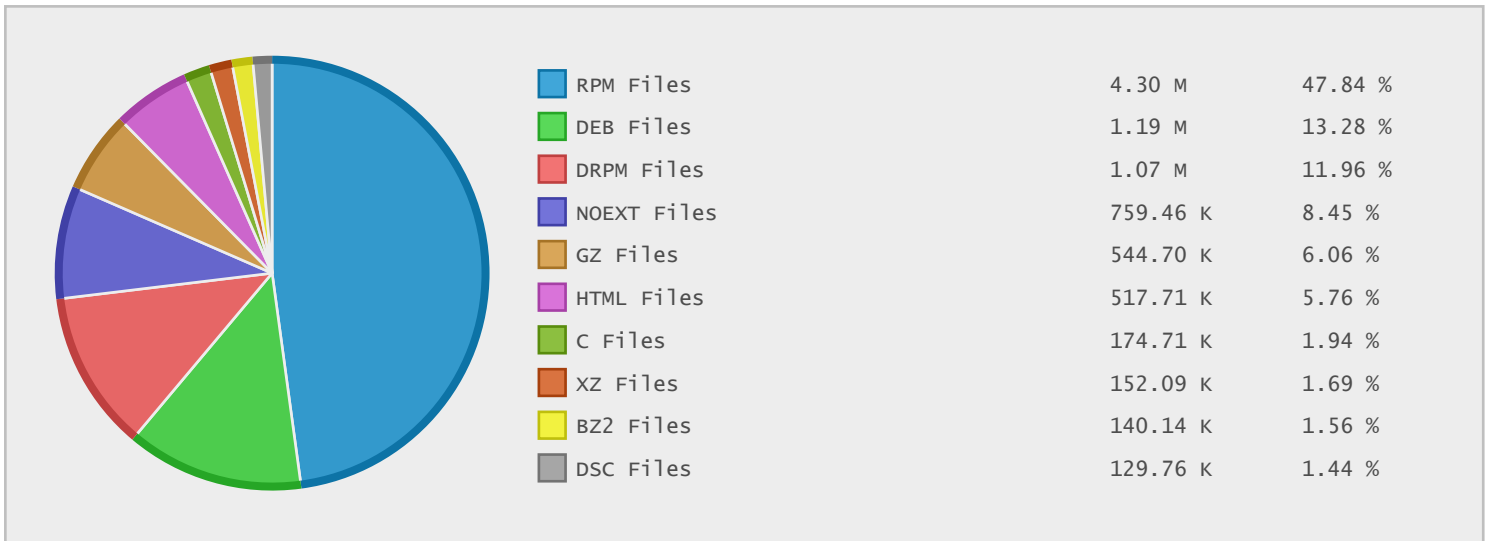 RPM Files 4.30 M 47.84 %
DEB Files 1.19 M 13.28 %
DRPM Files 1.07 M 11.96 %
NOEXT Files 759.46 K 8.45 %
GZ Files 544.70 K 6.06 %
HTML Files 517.71 K 5.76 %
C Files 174.71 K 1.94 %
XZ Files 152.09 K 1.69 %
BZ2 Files 140.14 K 1.56 %
DSC Files 129.76 K 1.44 %